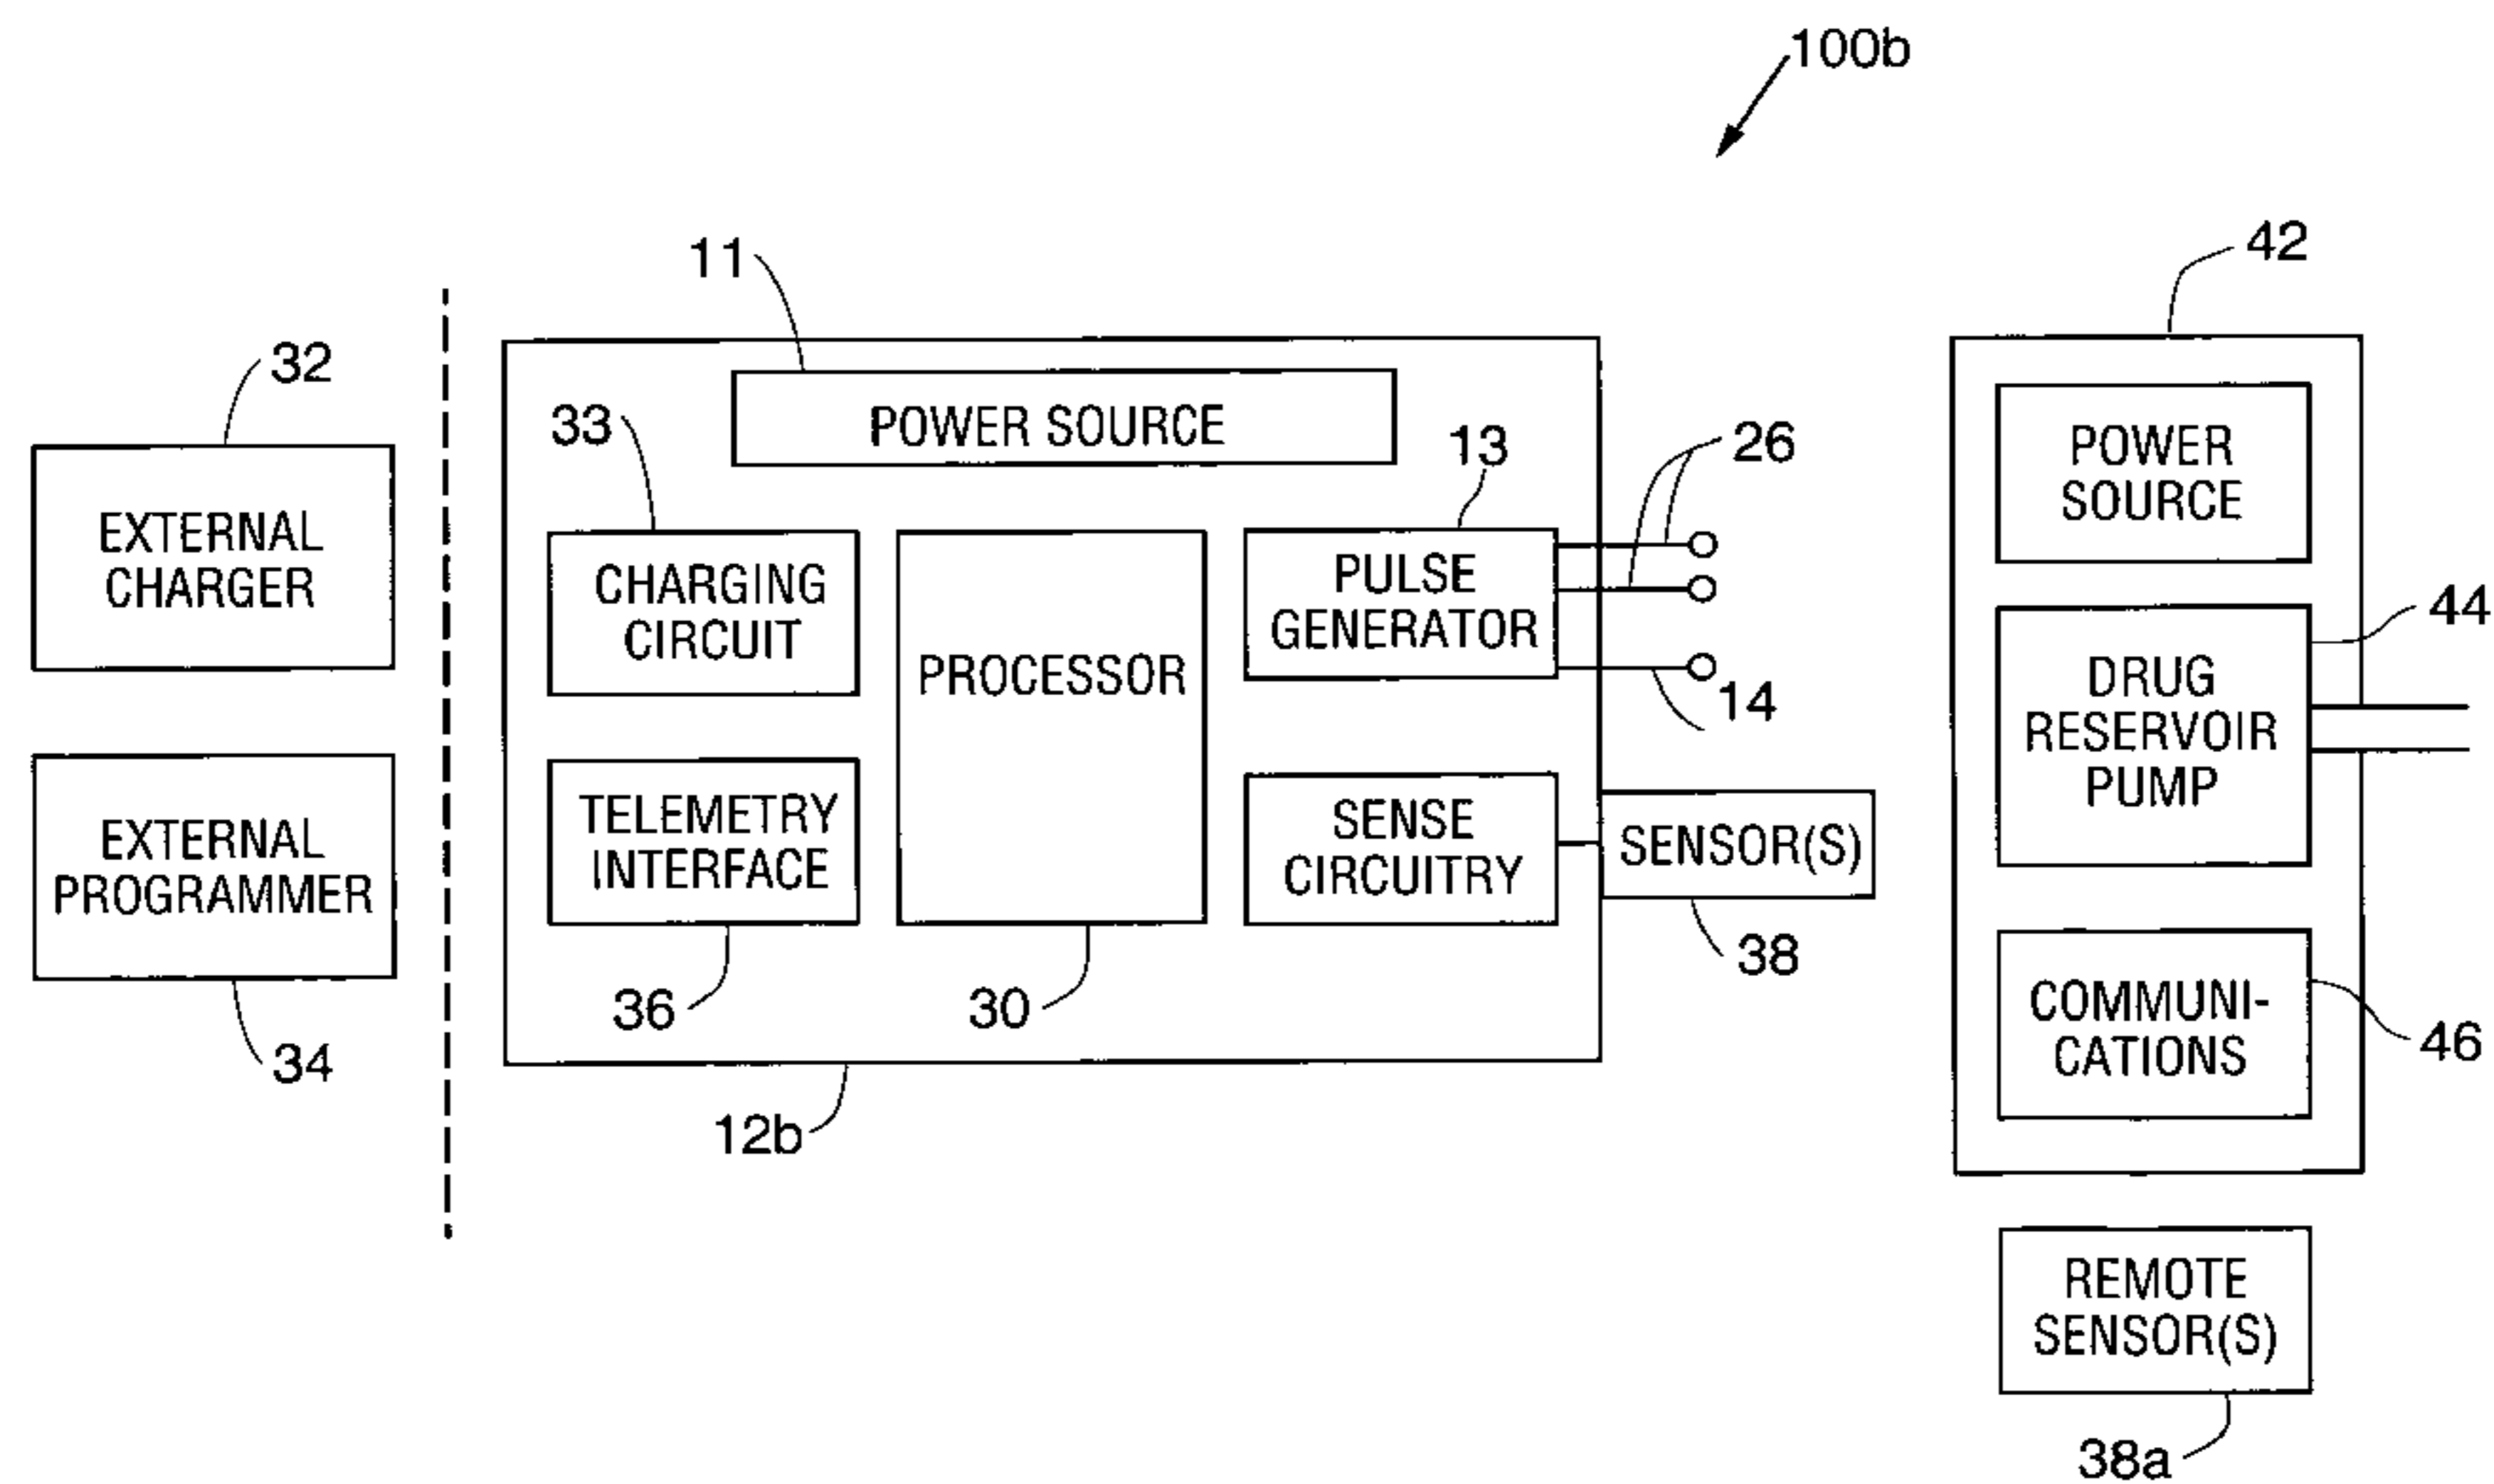 100b
42
11
32
33
POWER SOURCE
13
26
POWER
SOURCE
EXTERNAL
CHARGER
CHARGING
CIRCUIT
PROCESSOR
PULSE
GENERATOR
14
44
DRUG
RESERVOIR
PUMP
EXTERNAL
PROGRAMMER
TELEMETRY
INTERFACE
SENSE
CIRCUITRY
SENSOR(S)
38
36
30
34
COMMUNI-
CATIONS
46
12b
REMOTE
SENSOR(S)
38a